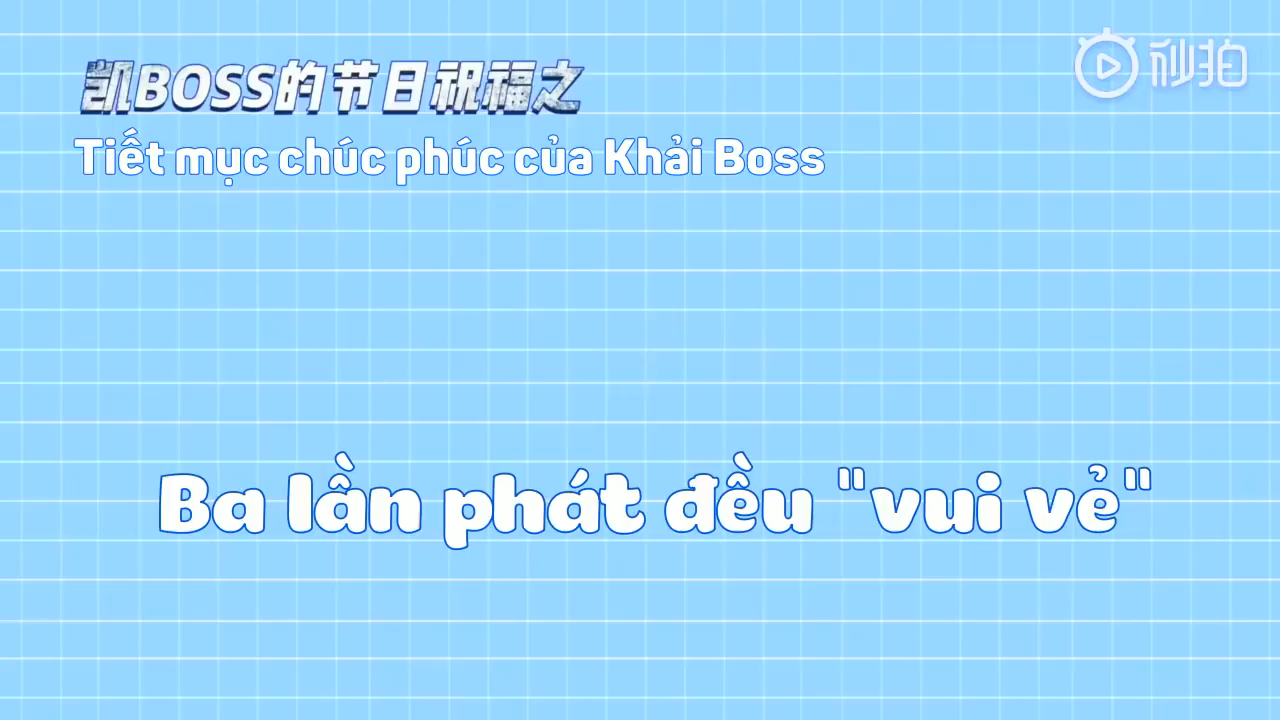 凯BOSS的节日祝福之
秒拍
Tiết mục chúc phúc của Khải Boss
Ba lần phát đều "vui vẻ"